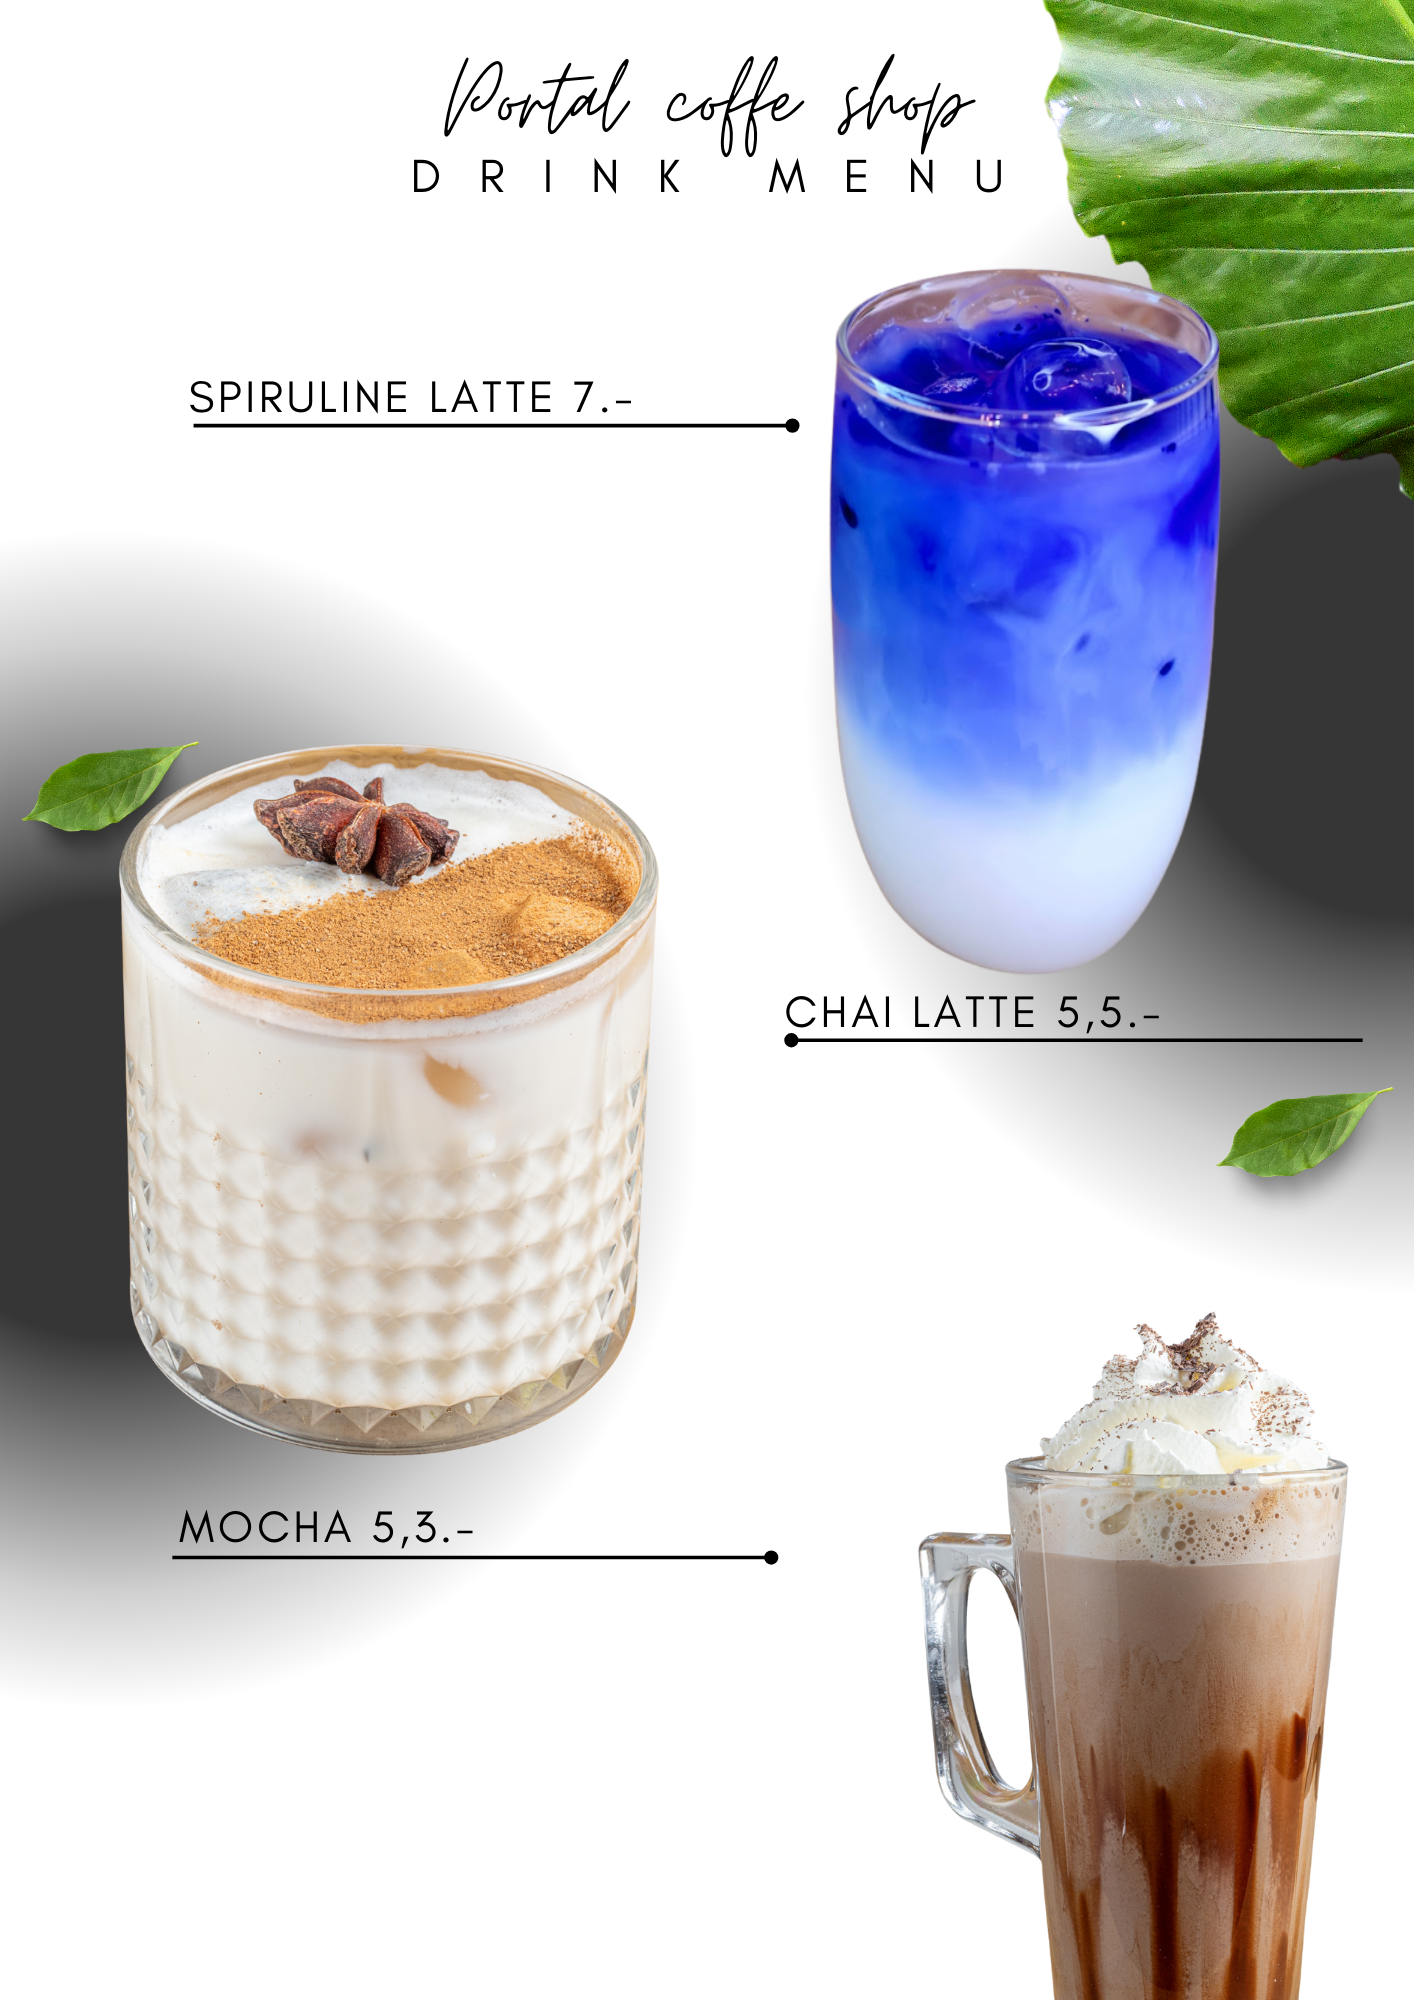 Portal coffe shop
DRINK MENU
SPIRULINE LATTE 7.-
CHAI LATTE 5,5.-
MOCHA 5,3.-